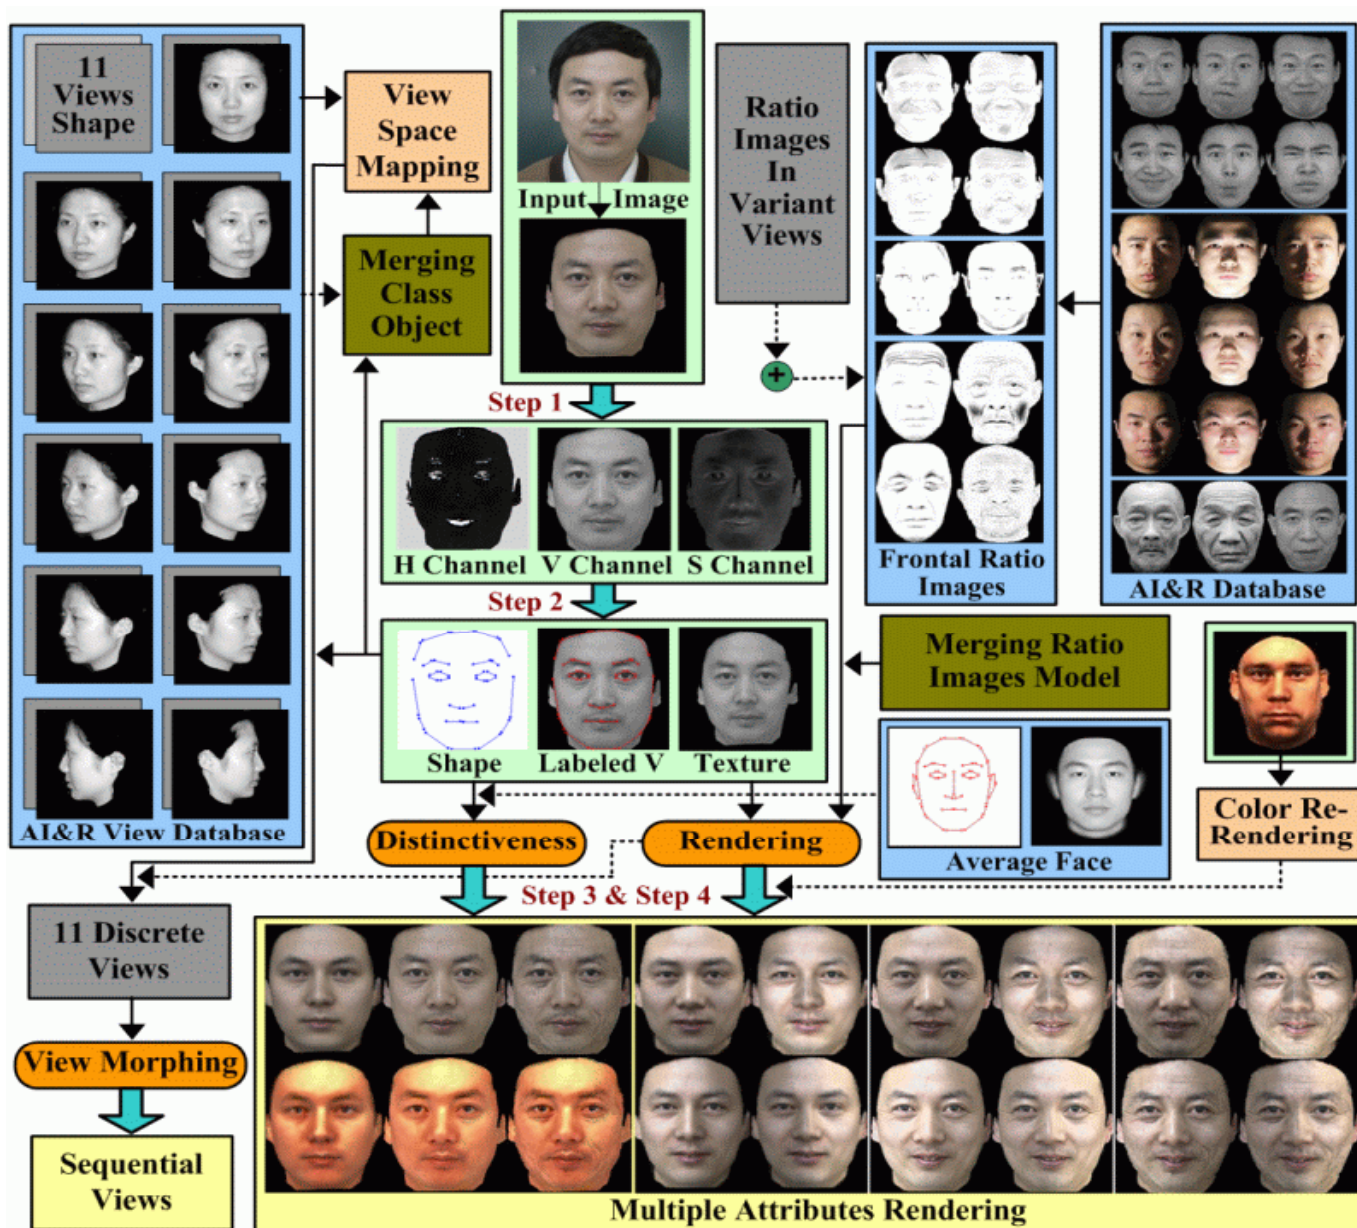 11
Views
Shape
View
Space
Mapping
Input Image
Ratio
Images
In
Variant
Views
Merging
Class
Object
+
Step 1
H Channel V Channel S Channel
Frontal Ratio
Images
AI&R Database
Step 2
Merging Ratio
Images Model
Shape Labeled V Texture
AI&R View Database
Distinctiveness
Rendering
Average Face
Color Re-
Rendering
Step 3 & Step 4
11 Discrete
Views
View Morphing
Sequential
Views
Multiple Attributes Rendering